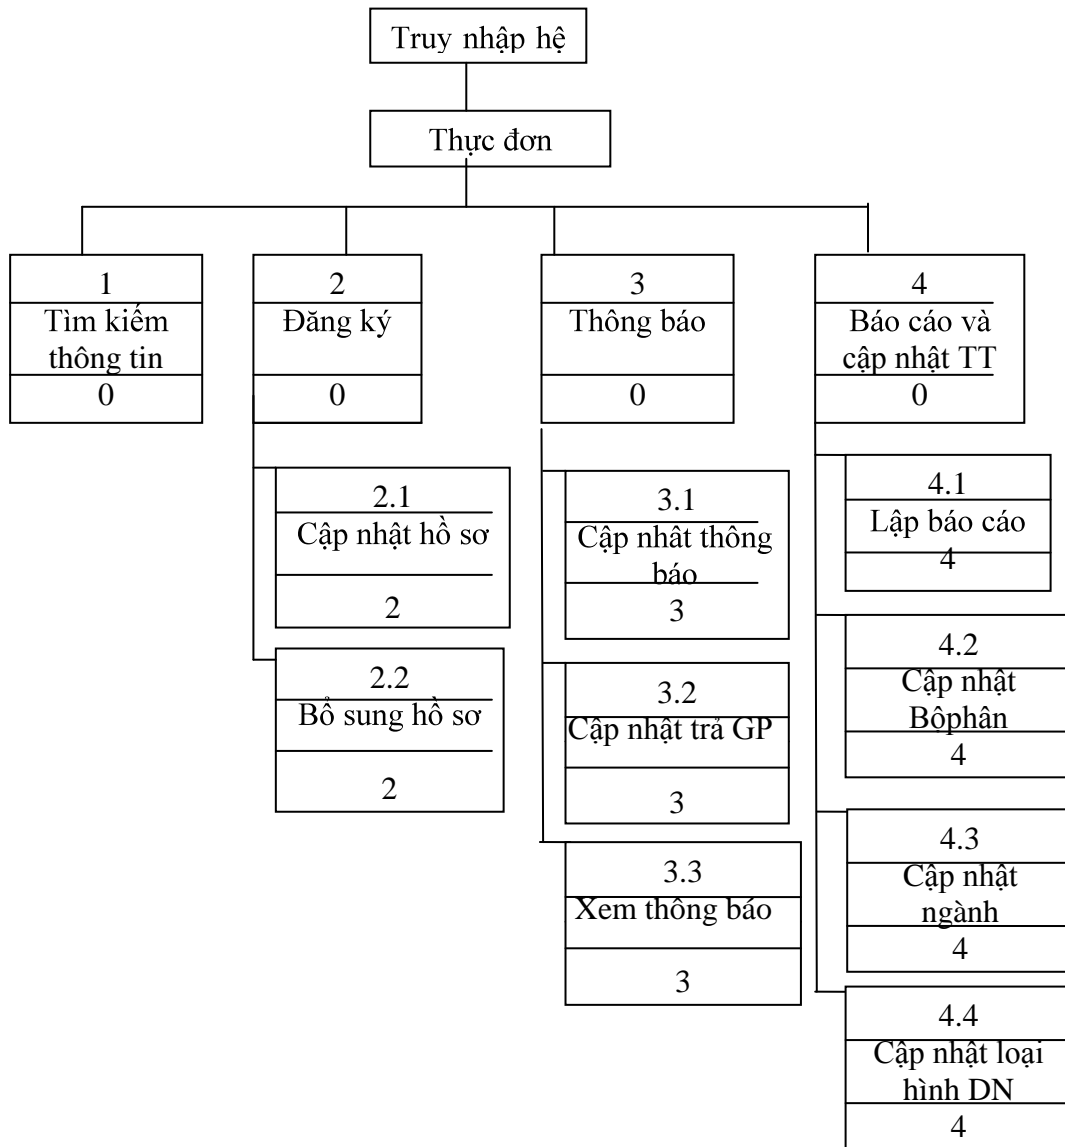 Truy nhập hệ
Thực đơn
1
Tìm kiếm
thông tin
0
2
Đăng ký
0
3
Thông báo
0
4
Báo cáo và
cập nhật TT
0
2.1
Cập nhật hồ sơ
2
2.2
Bổ sung hồ sơ
2
3.1
Cập nhât thông
báo
3
3.2
Cập nhật trả GP
3
3.3
Xem thông báo
3
4.1
Lập báo cáo
4
4.2
Cập nhật
Bộphân
4
4.3
Cập nhật
ngành
4
4.4
Cập nhật loại
hình DN
4